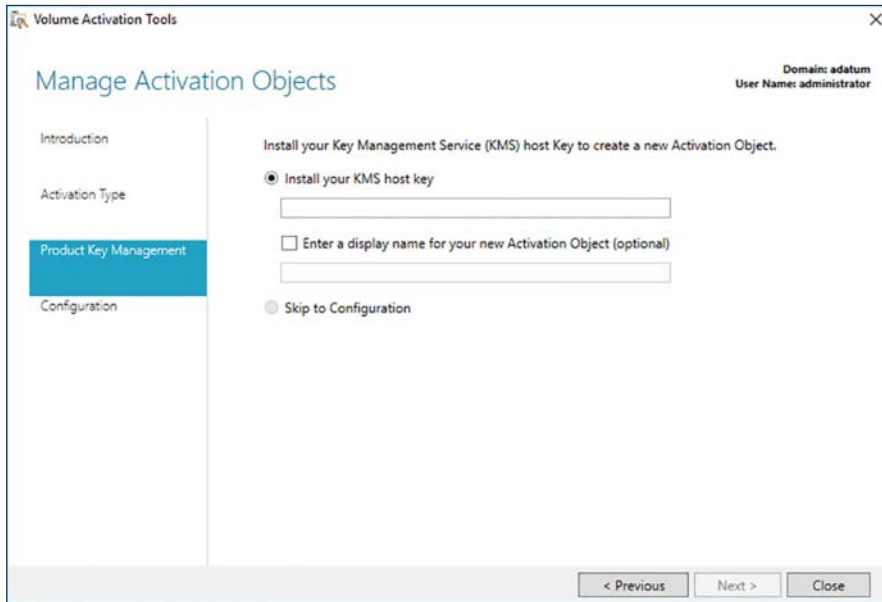 Volume Activation Tools
Manage Activation Objects
Domain: adatum
User Name: administrator
Introduction
Activation Type
Product Key Management
Configuration
Install your Key Management Service (KMS) host Key to create a new Activation Object.
Install your KMS host key
Enter a display name for your new Activation Object (optional)
Skip to Configuration
< Previous
Next >
Close